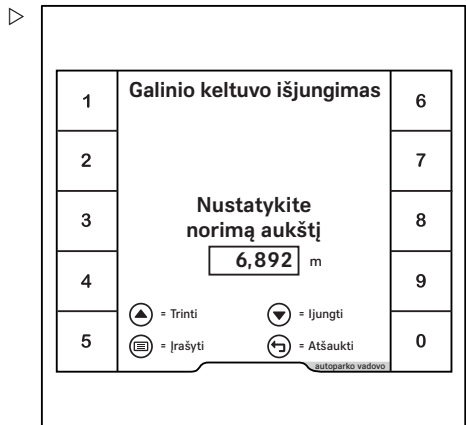 Galinio keltuvo išjungimas
1
2
3
4
5
6
7
8
9
0
Nustatykite
norimą aukštį
6,892 m
= Trinti
= Ijungti
= Įrašyti
= Atšaukti
autoparko vadovo